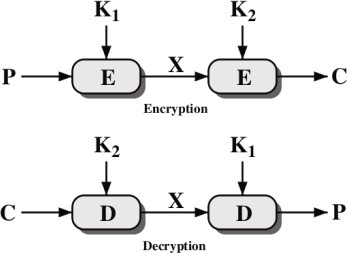 K1 K2
P E X E C
Encryption
K2 K1
C D X D P
Decryption